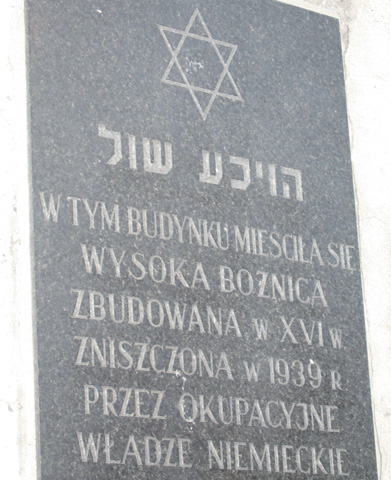 הויכע שול
W TYM BUDYNKU MIEŚCIŁA SIĘ
WYSOKA BOŻNICA
ZBUDOWANA W XVI W.
ZNISZCZONA W 1939 R
PRZEZ OKUPACYJNE
WŁADZE NIEMIECKIE